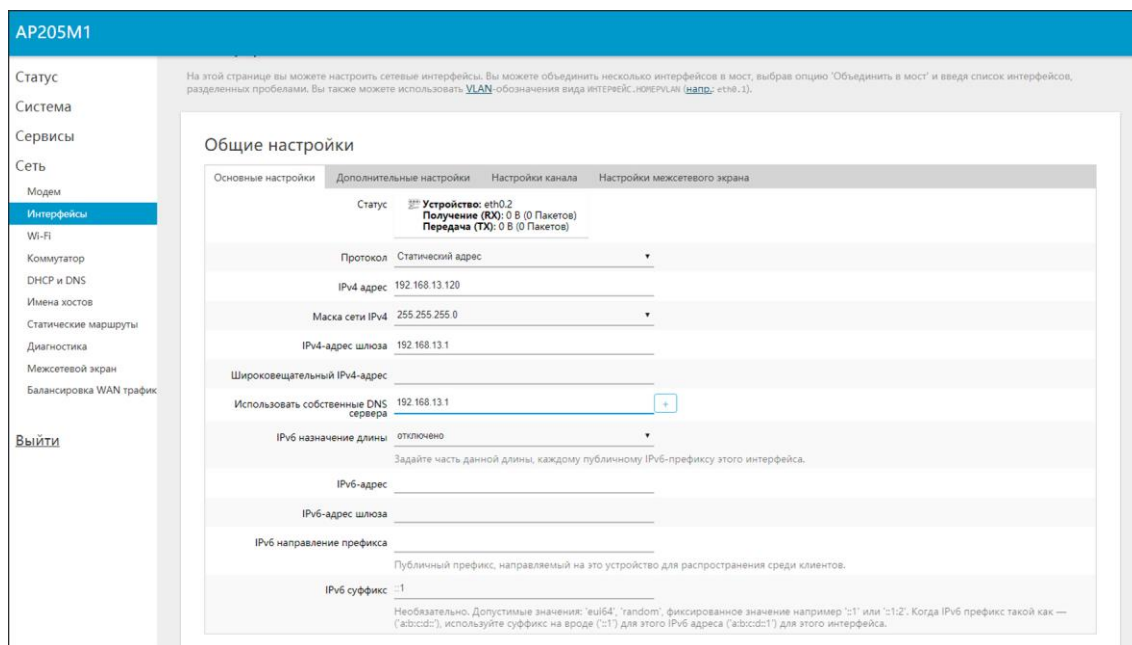 AP205M1
Статус
Система
Сервисы
Сеть
Модем
Интерфейсы
Wi-Fi
Коммутатор
DHCP и DNS
Имена хостов
Статические маршруты
Диагностика
Межсетевой экран
Балансировка WAN трафик
Выйти
На этой странице вы можете настроить сетевые интерфейсы. Вы можете объединить несколько интерфейсов в мост, выбрав опцию 'Объединить в мост' и введя список интерфейсов,
разделенных пробелами. Вы также можете использовать VLAN-обозначения вида ИНТЕРФЕЙС.НОМЕРVLAN (напр.: eth0.1).
Общие настройки
Основные настройки Дополнительные настройки Настройки канала Настройки межсетевого экрана
Статус Устройство: eth0.2
Получение (RX): 0 B (0 Пакетов)
Передача (TX): 0 B (0 Пакетов)
Протокол Статический адрес
IPv4 адрес 192.168.13.120
Маска сети IPv4 255.255.255.0
IPv4-адрес шлюза 192.168.13.1
Широковещательный IPv4-адрес
Использовать собственные DNS 192.168.13.1 +
сервера
IPv6 назначение длины отключено
Задайте часть данной длины, каждому публичному IPv6-префиксу этого интерфейса.
IPv6-адрес
IPv6-адрес шлюза
IPv6 направление префикса
Публичный префикс, направляемый на это устройство для распространения среди клиентов.
IPv6 суффикс ::1
Необязательно. Допустимые значения: 'eui64', 'random', фиксированное значение например '::1' или '::1:2'. Когда IPv6 префикс такой как —
('a:b:c:d::'), используйте суффикс на вроде ('::1') для этого IPv6 адреса ('a:b:c:d::1') для этого интерфейса.